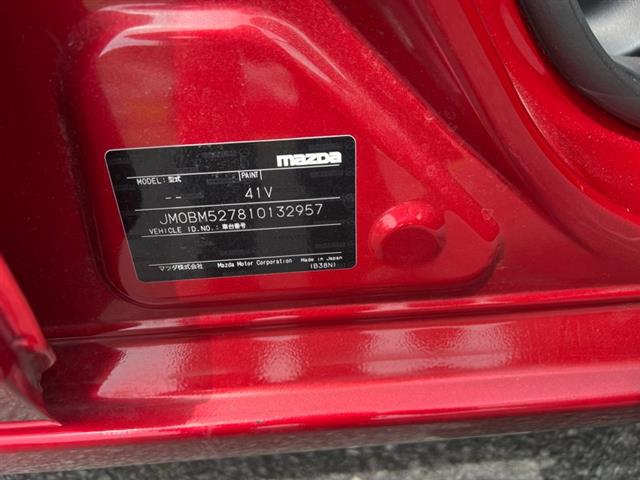 mazda
MODEL: 型式 PAINT
-- 41V
JM0BM527810132957
VEHICLE ID.NO.: 車台番号
マツダ株式会社 Mazda Motor Corporation Made in Japan
(B38N)